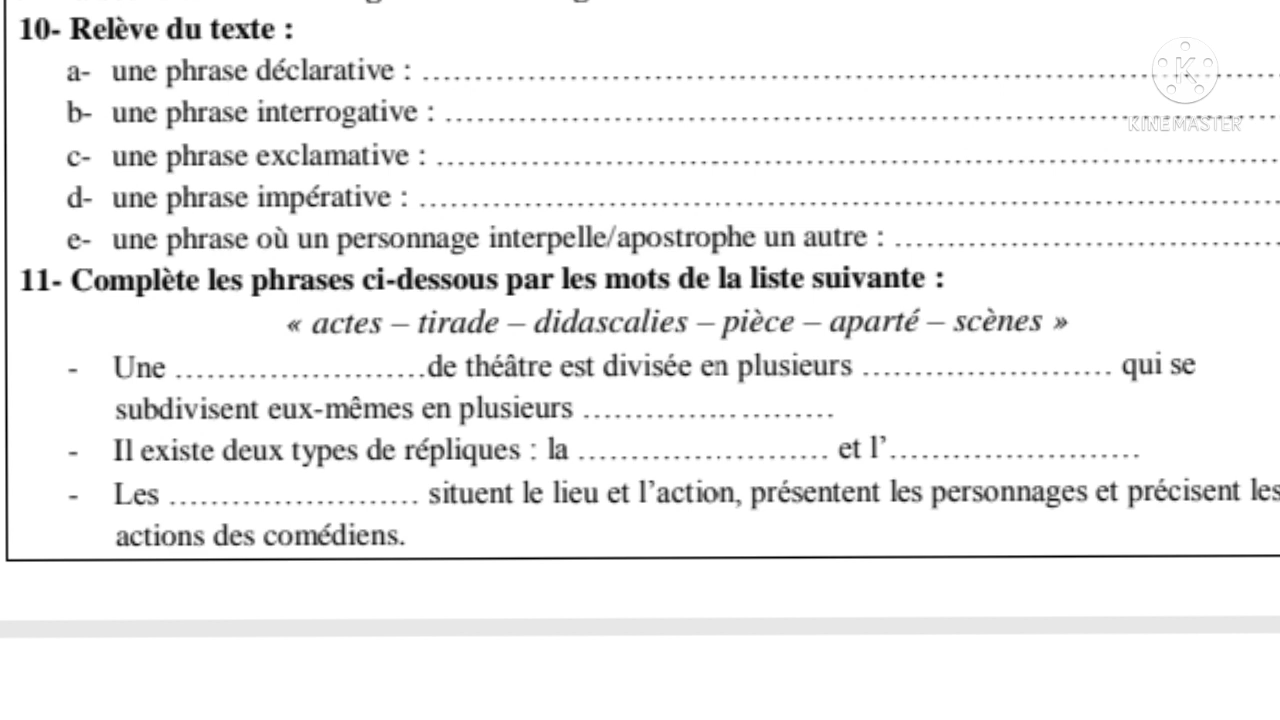 10- Relève du texte :
a- une phrase déclarative : ........................................................................
b- une phrase interrogative : ........................................................................
c- une phrase exclamative : ........................................................................
d- une phrase impérative : ........................................................................
e- une phrase où un personnage interpelle/apostrophe un autre : ..............................
11- Complète les phrases ci-dessous par les mots de la liste suivante :
« actes – tirade – didascalies – pièce – aparté – scènes »
- Une ........................de théâtre est divisée en plusieurs ........................ qui se
subdivisent eux-mêmes en plusieurs ........................
- Il existe deux types de répliques : la ........................ et l’........................
- Les ........................ situent le lieu et l’action, présentent les personnages et précisent les
actions des comédiens.
KINEMASTER